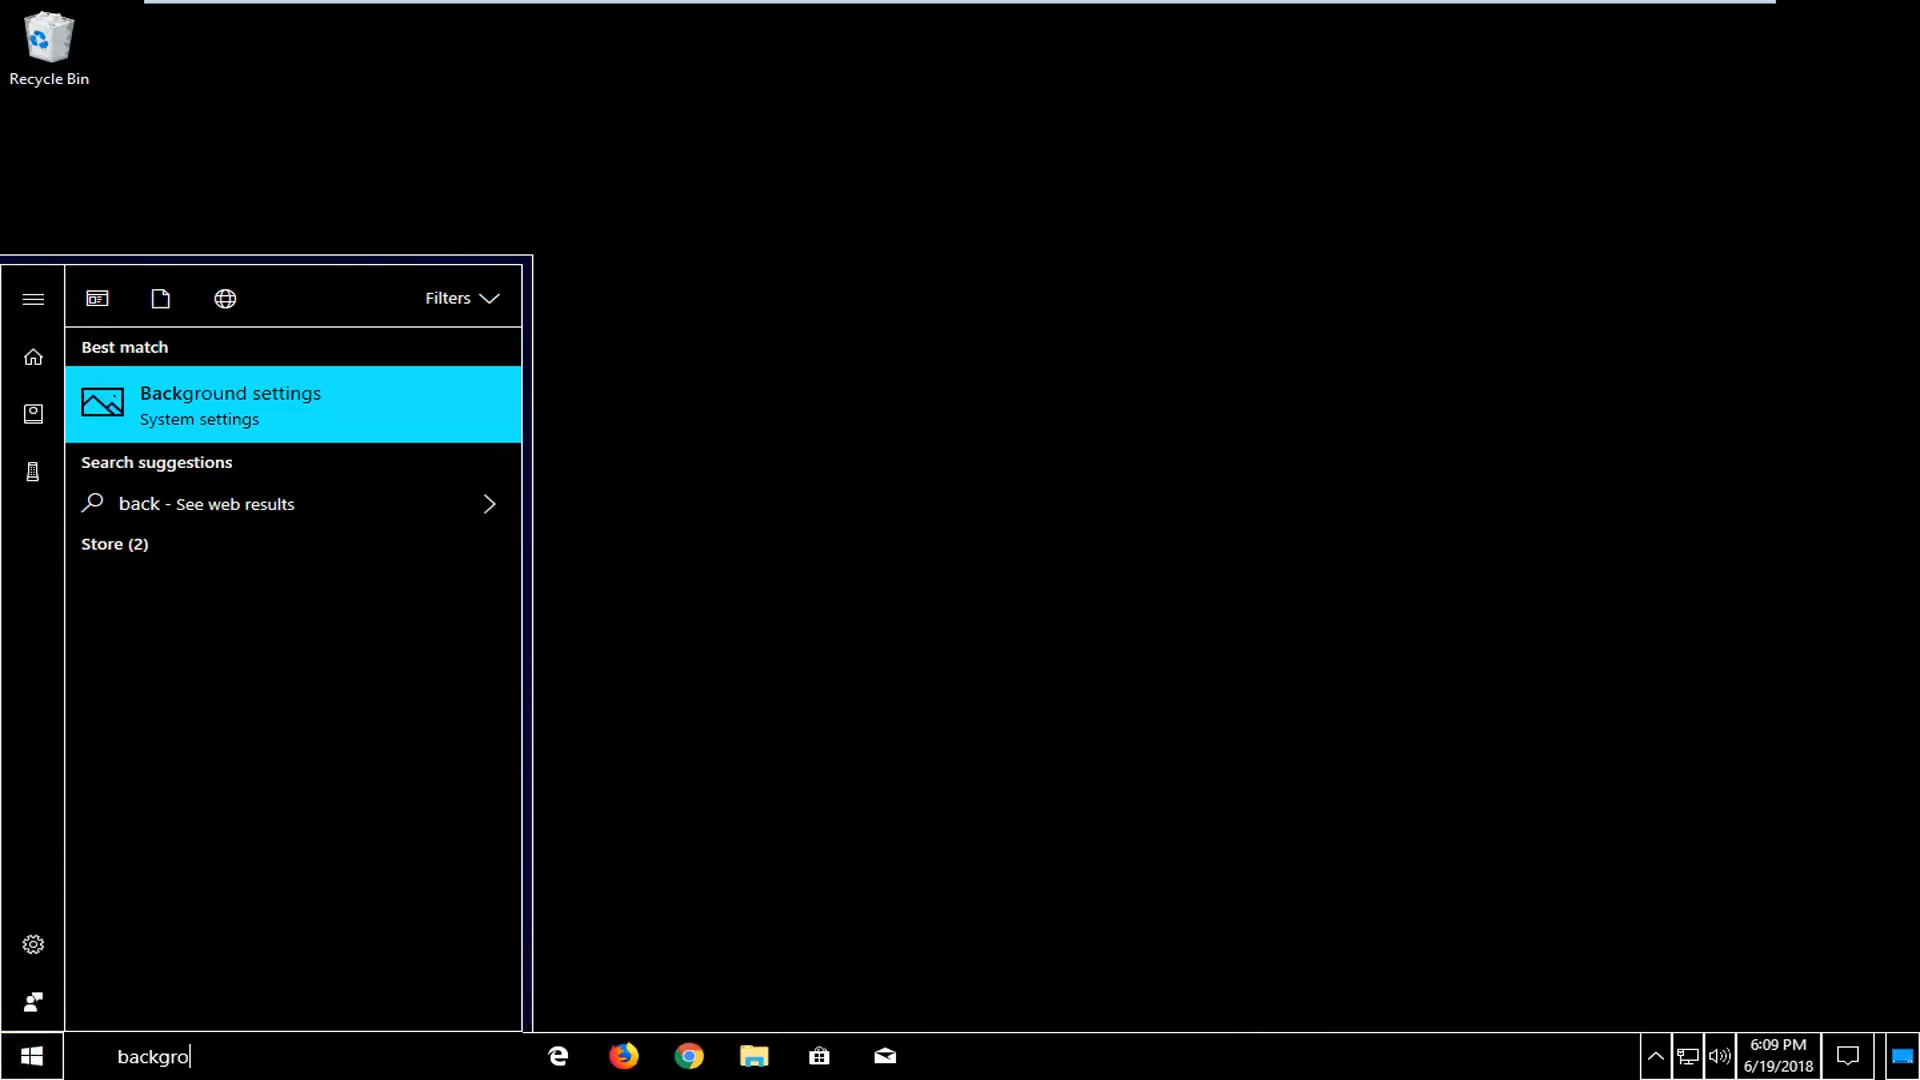 Recycle Bin
Filters
Best match
Background settings
System settings
Search suggestions
back - See web results
Store (2)
backgro
6:09 PM
6/19/2018